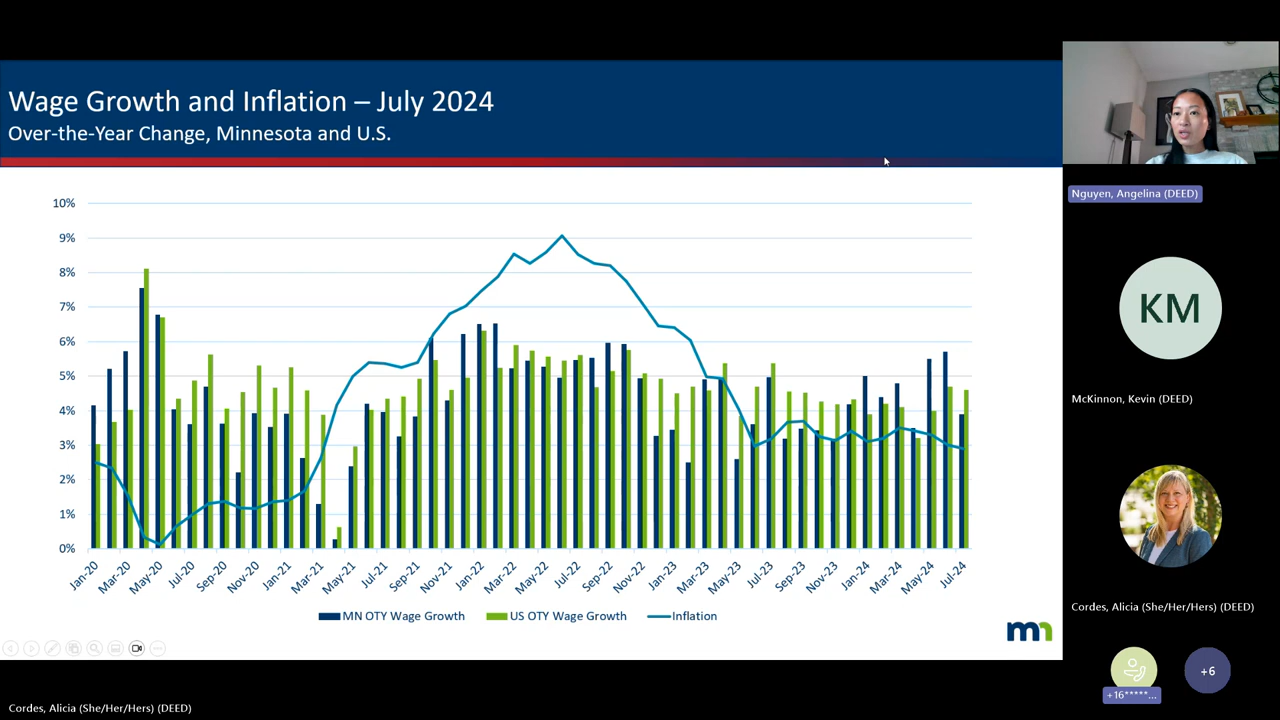 Wage Growth and Inflation – July 2024
Over-the-Year Change, Minnesota and U.S.
10%
9%
8%
7%
6%
5%
4%
3%
2%
1%
0%
Jan-20
Mar-20
May-20
Jul-20
Sep-20
Nov-20
Jan-21
Mar-21
May-21
Jul-21
Sep-21
Nov-21
Jan-22
Mar-22
May-22
Jul-22
Sep-22
Nov-22
Jan-23
Mar-23
May-23
Jul-23
Sep-23
Nov-23
Jan-24
Mar-24
May-24
Jul-24
MN OTY Wage Growth
US OTY Wage Growth
Inflation
mn
Nguyen, Angelina (DEED)
KM
McKinnon, Kevin (DEED)
Cordes, Alicia (She/Her/Hers) (DEED)
+16*****...
+6
Cordes, Alicia (She/Her/Hers) (DEED)